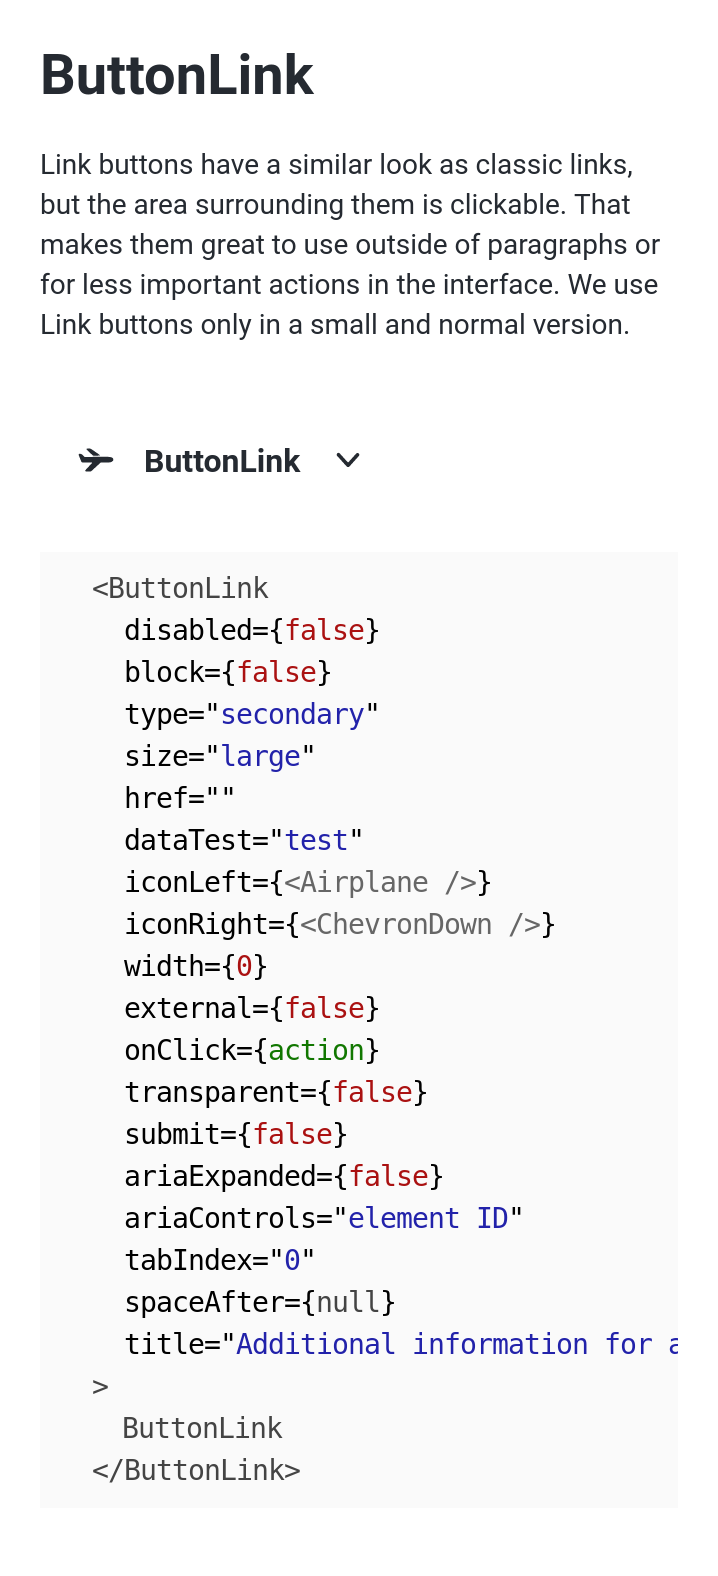 ButtonLink
Link buttons have a similar look as classic links,
but the area surrounding them is clickable. That
makes them great to use outside of paragraphs or
for less important actions in the interface. We use
Link buttons only in a small and normal version.
ButtonLink
<ButtonLink
disabled={false}
block={false}
type="secondary"
size="large"
href=""
dataTest="test"
iconLeft={<Airplane />}
iconRight={<ChevronDown />}
width={0}
external={false}
onClick={action}
transparent={false}
submit={false}
ariaExpanded={false}
ariaControls="element ID"
tabIndex="0"
spaceAfter={null}
title="Additional information for a
>
ButtonLink
</ButtonLink>